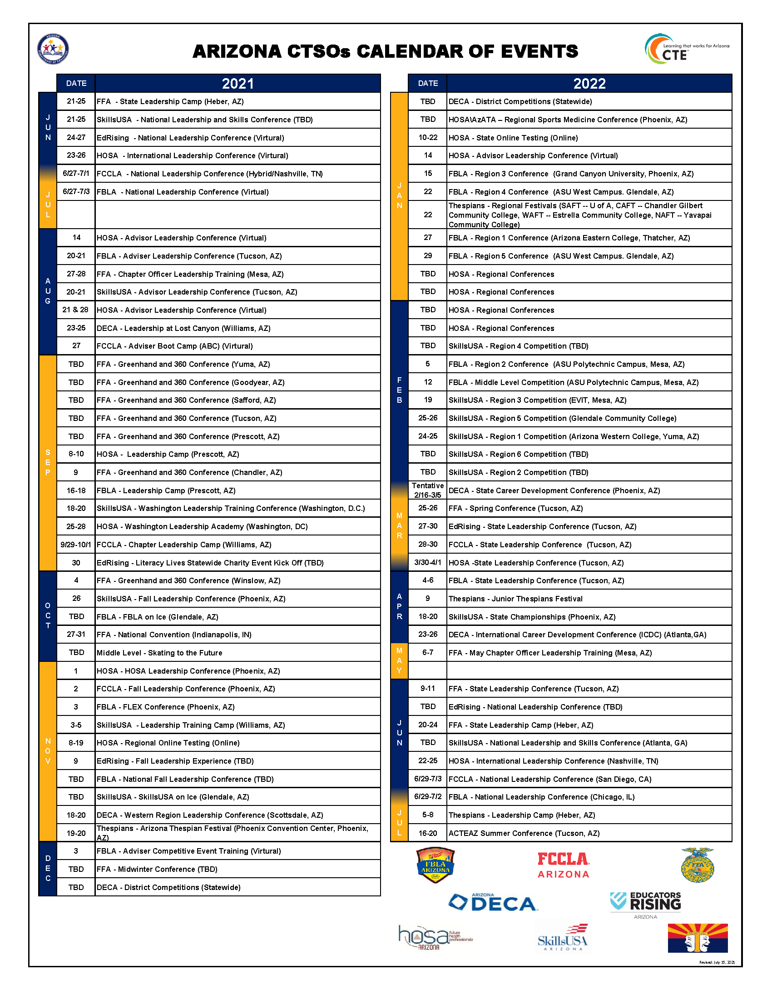 ARIZONA
Department of Education
ARIZONA CTSOs CALENDAR OF EVENTS
Learning that works for Arizona
CTE™
DATE 2021
JUN
21-25 FFA - State Leadership Camp (Heber, AZ)
21-25 SkillsUSA - National Leadership and Skills Conference (TBD)
24-27 EdRising - National Leadership Conference (Virtural)
23-26 HOSA - International Leadership Conference (Virtural)
6/27-7/1 FCCLA - National Leadership Conference (Hybrid/Nashville, TN)
JUL
6/27-7/3 FBLA - National Leadership Conference (Virtual)
AUG
14 HOSA - Advisor Leadership Conference (Virtual)
20-21 FBLA - Adviser Leadership Conference (Tucson, AZ)
27-28 FFA - Chapter Officer Leadership Training (Mesa, AZ)
20-21 SkillsUSA - Advisor Leadership Conference (Tucson, AZ)
21 & 28 HOSA - Advisor Leadership Conference (Virtual)
23-25 DECA - Leadership at Lost Canyon (Williams, AZ)
27 FCCLA - Adviser Boot Camp (ABC) (Virtural)
SEP
TBD FFA - Greenhand and 360 Conference (Yuma, AZ)
TBD FFA - Greenhand and 360 Conference (Goodyear, AZ)
TBD FFA - Greenhand and 360 Conference (Safford, AZ)
TBD FFA - Greenhand and 360 Conference (Tucson, AZ)
TBD FFA - Greenhand and 360 Conference (Prescott, AZ)
8-10 HOSA - Leadership Camp (Prescott, AZ)
9 FFA - Greenhand and 360 Conference (Chandler, AZ)
16-18 FBLA - Leadership Camp (Prescott, AZ)
18-20 SkillsUSA - Washington Leadership Training Conference (Washington, D.C.)
25-28 HOSA - Washington Leadership Academy (Washington, DC)
9/29-10/1 FCCLA - Chapter Leadership Camp (Williams, AZ)
30 EdRising - Literacy Lives Statewide Charity Event Kick Off (TBD)
OCT
4 FFA - Greenhand and 360 Conference (Winslow, AZ)
26 SkillsUSA - Fall Leadership Conference (Phoenix, AZ)
TBD FBLA - FBLA on Ice (Glendale, AZ)
27-31 FFA - National Convention (Indianapolis, IN)
TBD Middle Level - Skating to the Future
NOV
1 HOSA - HOSA Leadership Conference (Phoenix, AZ)
2 FCCLA - Fall Leadership Conference (Phoenix, AZ)
3 FBLA - FLEX Conference (Phoenix, AZ)
3-5 SkillsUSA - Leadership Training Camp (Williams, AZ)
8-19 HOSA - Regional Online Testing (Online)
9 EdRising - Fall Leadership Experience (TBD)
TBD FBLA - National Fall Leadership Conference (TBD)
TBD SkillsUSA - SkillsUSA on Ice (Glendale, AZ)
18-20 DECA - Western Region Leadership Conference (Scottsdale, AZ)
19-20 Thespians - Arizona Thespian Festival (Phoenix Convention Center, Phoenix,
AZ)
DEC
3 FBLA - Adviser Competitive Event Training (Virtural)
TBD FFA - Midwinter Conference (TBD)
TBD DECA - District Competitions (Statewide)
DATE 2022
JAN
TBD DECA - District Competitions (Statewide)
TBD HOSA\AzATA – Regional Sports Medicine Conference (Phoenix, AZ)
10-22 HOSA - State Online Testing (Online)
14 HOSA - Advisor Leadership Conference (Virtual)
15 FBLA - Region 3 Conference (Grand Canyon University, Phoenix, AZ)
22 FBLA - Region 4 Conference (ASU West Campus. Glendale, AZ)
22 Thespians - Regional Festivals (SAFT -- U of A, CAFT -- Chandler Gilbert
Community College, WAFT -- Estrella Community College, NAFT -- Yavapai
Community College)
27 FBLA - Region 1 Conference (Arizona Eastern College, Thatcher, AZ)
29 FBLA - Region 5 Conference (ASU West Campus. Glendale, AZ)
TBD HOSA - Regional Conferences
TBD HOSA - Regional Conferences
FEB
TBD HOSA - Regional Conferences
TBD HOSA - Regional Conferences
TBD SkillsUSA - Region 4 Competition (TBD)
5 FBLA - Region 2 Conference (ASU Polytechnic Campus, Mesa, AZ)
12 FBLA - Middle Level Competition (ASU Polytechnic Campus, Mesa, AZ)
19 SkillsUSA - Region 3 Competition (EVIT, Mesa, AZ)
25-26 SkillsUSA - Region 5 Competition (Glendale Community College)
24-25 SkillsUSA - Region 1 Competition (Arizona Western College, Yuma, AZ)
TBD SkillsUSA - Region 6 Competition (TBD)
TBD SkillsUSA - Region 2 Competition (TBD)
Tentative
2/16-3/5 DECA - State Career Development Conference (Phoenix, AZ)
MAR
25-26 FFA - Spring Conference (Tucson, AZ)
27-30 EdRising - State Leadership Conference (Tucson, AZ)
28-30 FCCLA - State Leadership Conference (Tucson, AZ)
3/30-4/1 HOSA -State Leadership Conference (Tucson, AZ)
APR
4-6 FBLA - State Leadership Conference (Tucson, AZ)
9 Thespians - Junior Thespians Festival
18-20 SkillsUSA - State Championships (Phoenix, AZ)
23-26 DECA - International Career Development Conference (ICDC) (Atlanta,GA)
MAY
6-7 FFA - May Chapter Officer Leadership Training (Mesa, AZ)
JUN
9-11 FFA - State Leadership Conference (Tucson, AZ)
TBD EdRising - National Leadership Conference (TBD)
20-24 FFA - State Leadership Camp (Heber, AZ)
TBD SkillsUSA - National Leadership and Skills Conference (Atlanta, GA)
22-25 HOSA - International Leadership Conference (Nashville, TN)
6/29-7/3 FCCLA - National Leadership Conference (San Diego, CA)
6/29-7/2 FBLA - National Leadership Conference (Chicago, IL)
JUL
5-8 Thespians - Leadership Camp (Heber, AZ)
16-20 ACTEAZ Summer Conference (Tucson, AZ)
FBLA
ARIZONA
FCCLA
ARIZONA
FFA
ARIZONA
DECA
EDUCATORS
RISING
ARIZONA
hosa
future
health
professionals
ARIZONA
SkillsUSA
ARIZONA
Revised: July 15, 2021